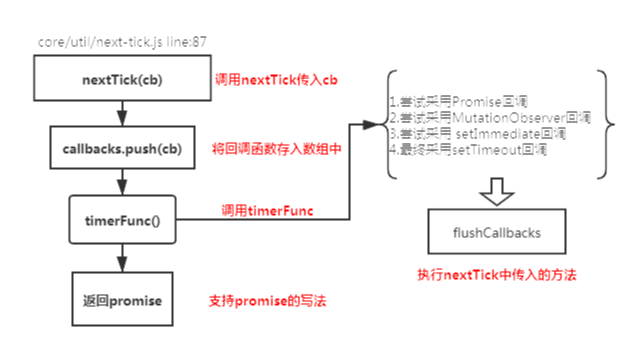 core/util/next-tick.js line:87
nextTick(cb)
调用nextTick传入cb
callbacks.push(cb)
将回调函数存入数组中
timerFunc()
调用timerFunc
返回promise
支持promise的写法
1.尝试采用Promise回调
2.尝试采用MutationObserver回调
3.尝试采用 setImmediate回调
4.最终采用setTimeout回调
flushCallbacks
执行nextTick中传入的方法